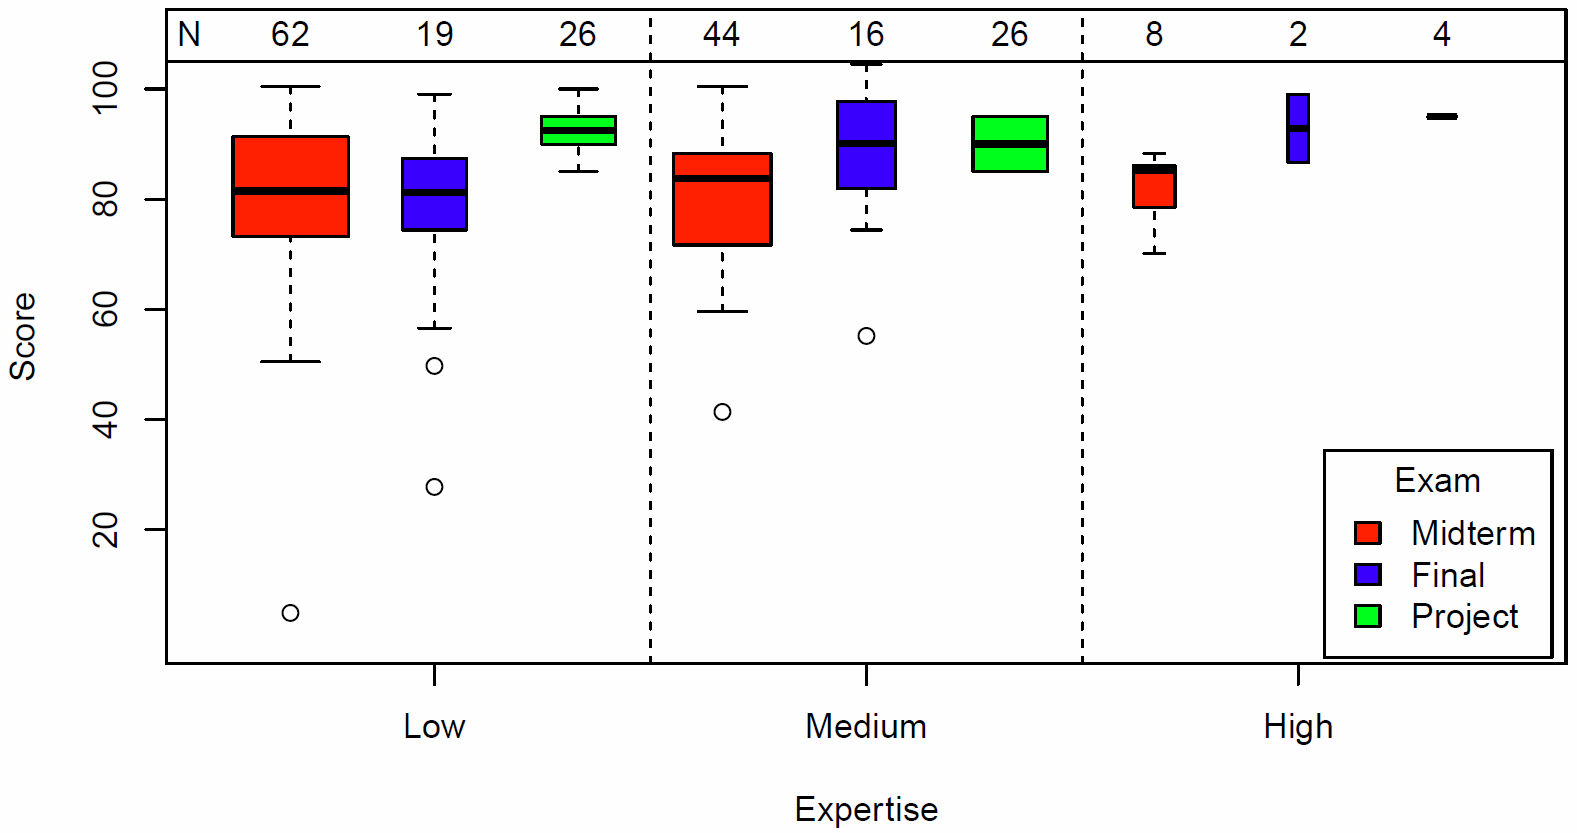 N 62 19 26 44 16 26 8 2 4
100
80
60
40
20
Score
Exam
Midterm
Final
Project
Low Medium High
Expertise